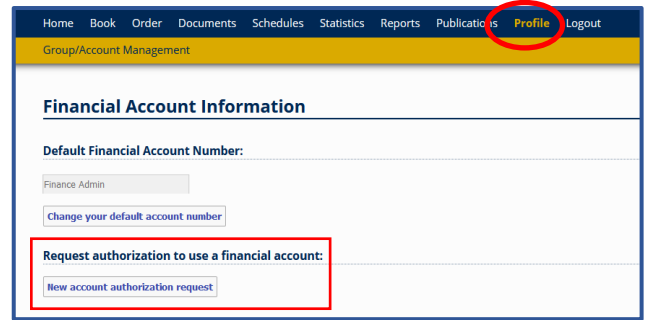 Home Book Order Documents Schedules Statistics Reports Publications Profile Logout
Group/Account Management
Financial Account Information
Default Financial Account Number:
Finance Admin
Change your default account number
Request authorization to use a financial account:
New account authorization request